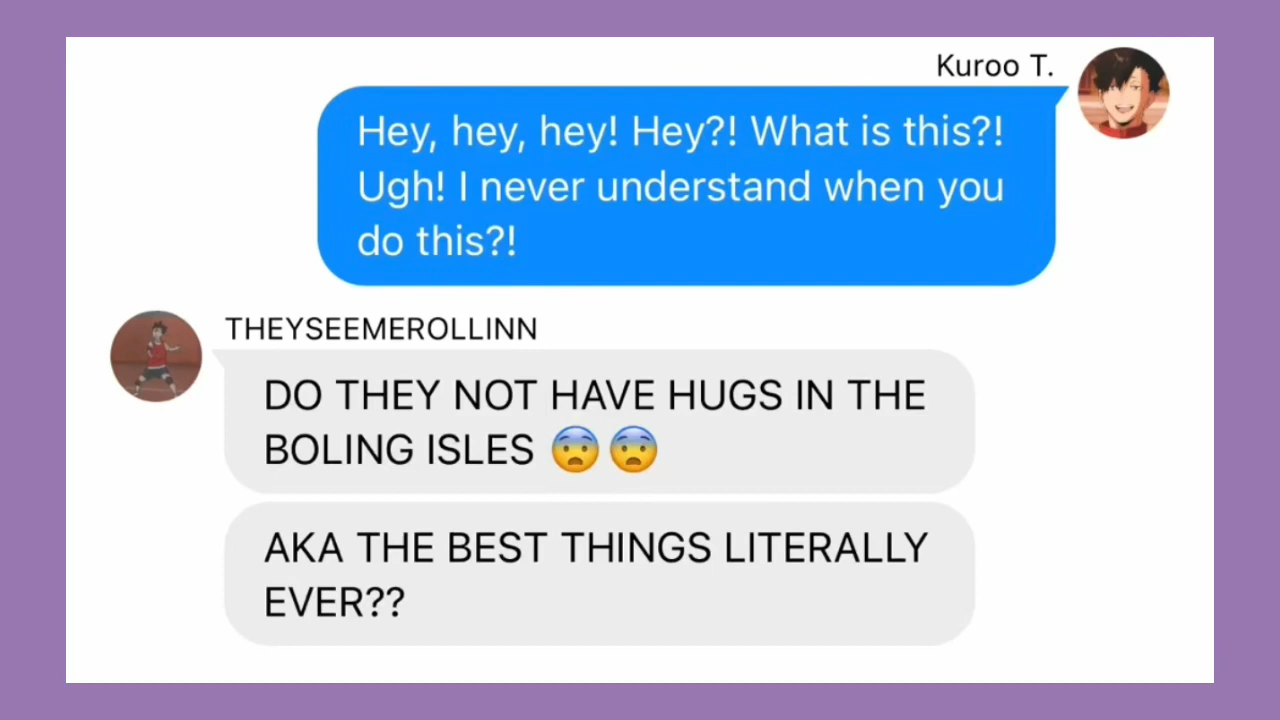 Kuroo T.
Hey, hey, hey! Hey?! What is this?!
Ugh! I never understand when you
do this?!
THEYSEEMEROLLINN
DO THEY NOT HAVE HUGS IN THE
BOLING ISLES 😨😨
AKA THE BEST THINGS LITERALLY
EVER??